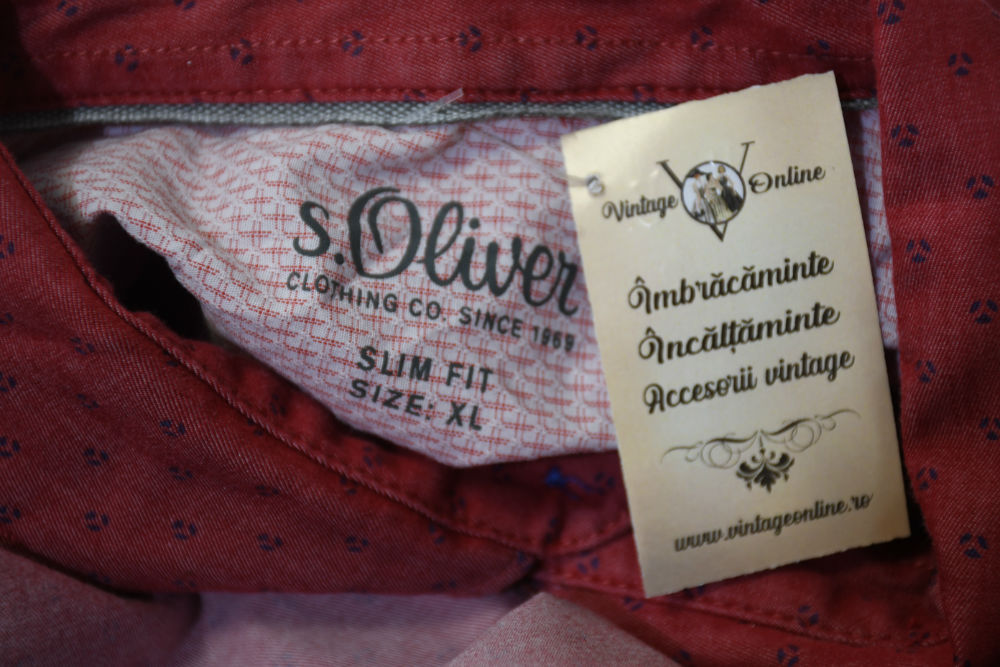 s.Oliver
CLOTHING CO. SINCE 1969
SLIM FIT
SIZE: XL
Vintage V Online
Îmbrăcăminte
Încălțăminte
Accesorii vintage
www.vintageonline.ro